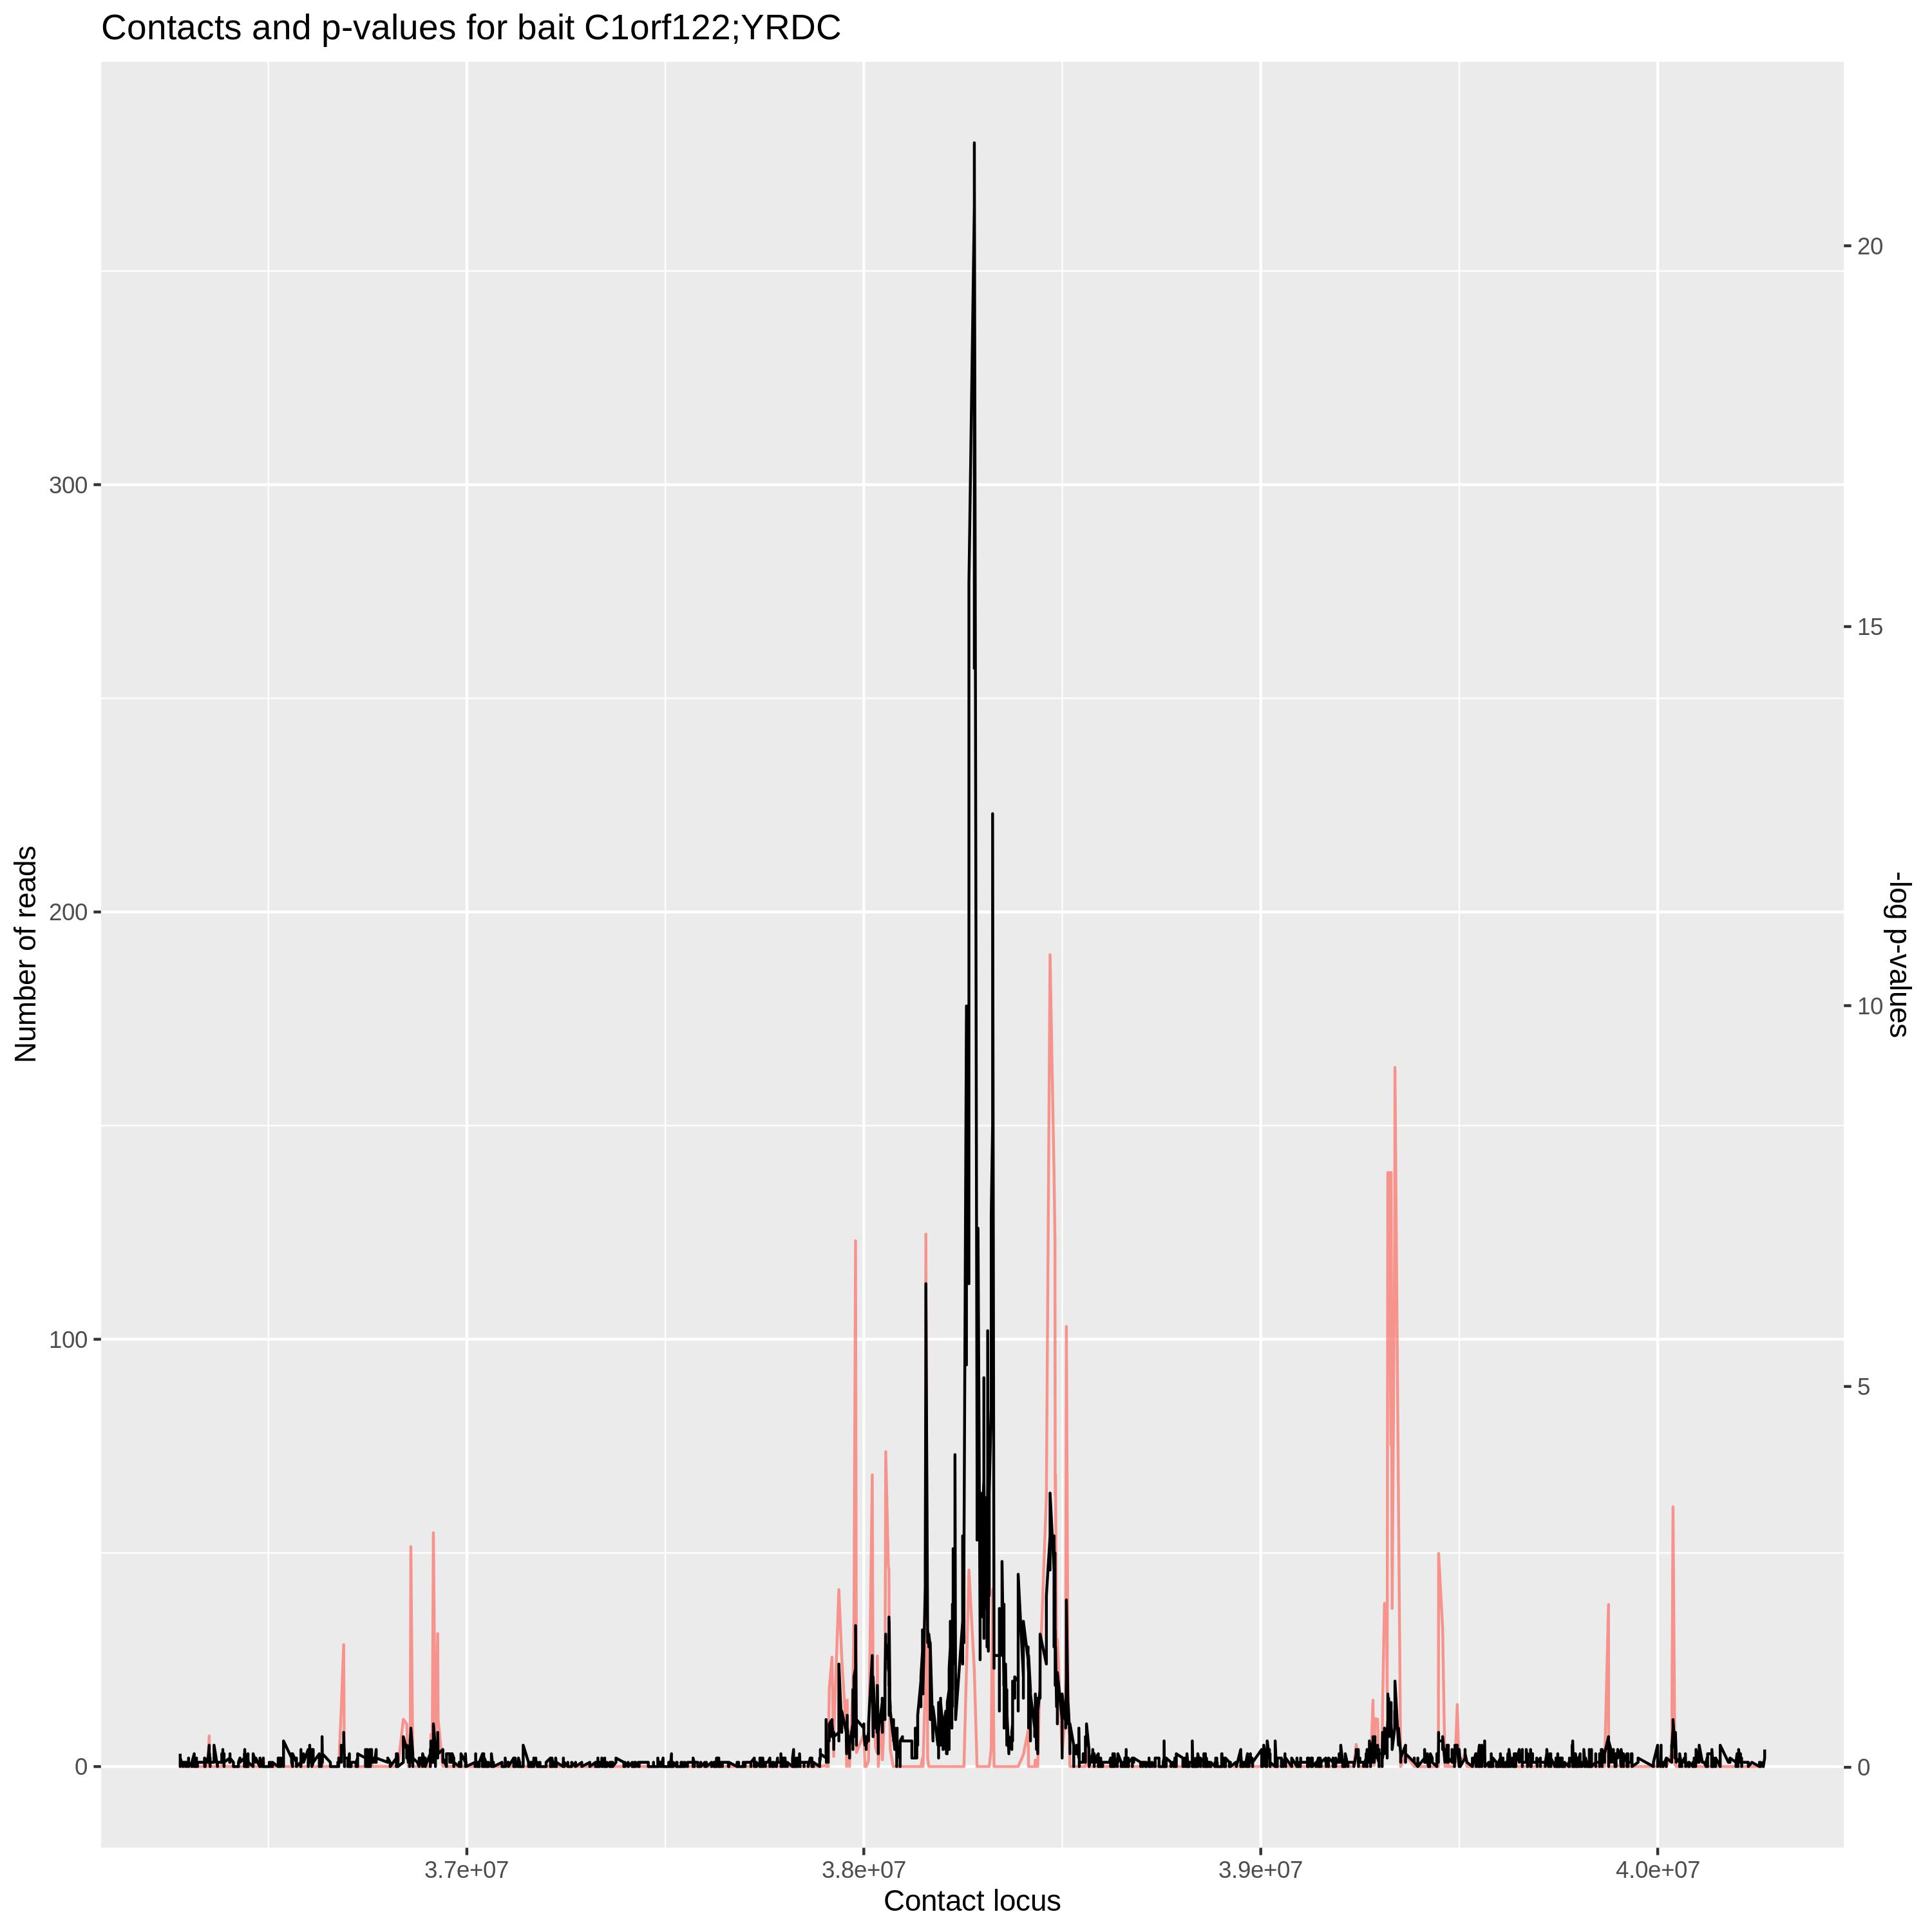 Contacts and p-values for bait C1orf122;YRDC
Number of reads
300
200
100
0
20
15
10
5
0
-log p-values
3.7e+07
3.8e+07
3.9e+07
4.0e+07
Contact locus